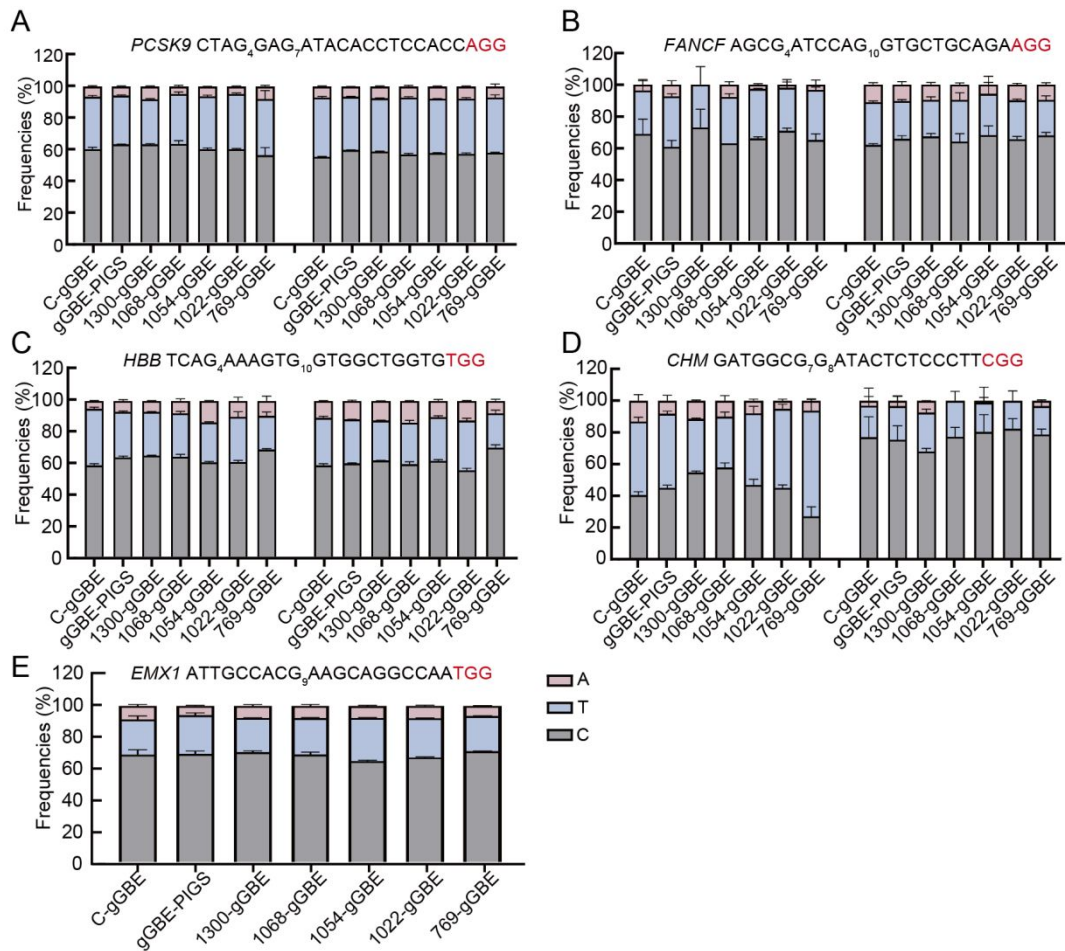 A
PCSK9 CTAG4GAG7ATACACCTCCACCAGG
Frequencies (%)
120
100
80
60
40
20
0
C-gGBE
gGBE-PIGS
1300-gGBE
1068-gGBE
1054-gGBE
1022-gGBE
769-gGBE
C-gGBE
gGBE-PIGS
1300-gGBE
1068-gGBE
1054-gGBE
1022-gGBE
769-gGBE
B
FANCF AGCG4ATCCAG10GTGCTGCAGAAGG
Frequencies (%)
120
100
80
60
40
20
0
C-gGBE
gGBE-PIGS
1300-gGBE
1068-gGBE
1054-gGBE
1022-gGBE
769-gGBE
C-gGBE
gGBE-PIGS
1300-gGBE
1068-gGBE
1054-gGBE
1022-gGBE
769-gGBE
C
HBB TCAG4AAAGTG10GTGGCTGGTGTGG
Frequencies (%)
120
100
80
60
40
20
0
C-gGBE
gGBE-PIGS
1300-gGBE
1068-gGBE
1054-gGBE
1022-gGBE
769-gGBE
C-gGBE
gGBE-PIGS
1300-gGBE
1068-gGBE
1054-gGBE
1022-gGBE
769-gGBE
D
CHM GATGGCG7G8ATACTCTCCCTTCGG
Frequencies (%)
120
100
80
60
40
20
0
C-gGBE
gGBE-PIGS
1300-gGBE
1068-gGBE
1054-gGBE
1022-gGBE
769-gGBE
C-gGBE
gGBE-PIGS
1300-gGBE
1068-gGBE
1054-gGBE
1022-gGBE
769-gGBE
E
EMX1 ATTGCCACG9AAGCAGGCCAATGG
Frequencies (%)
120
100
80
60
40
20
0
C-gGBE
gGBE-PIGS
1300-gGBE
1068-gGBE
1054-gGBE
1022-gGBE
769-gGBE
A
T
C